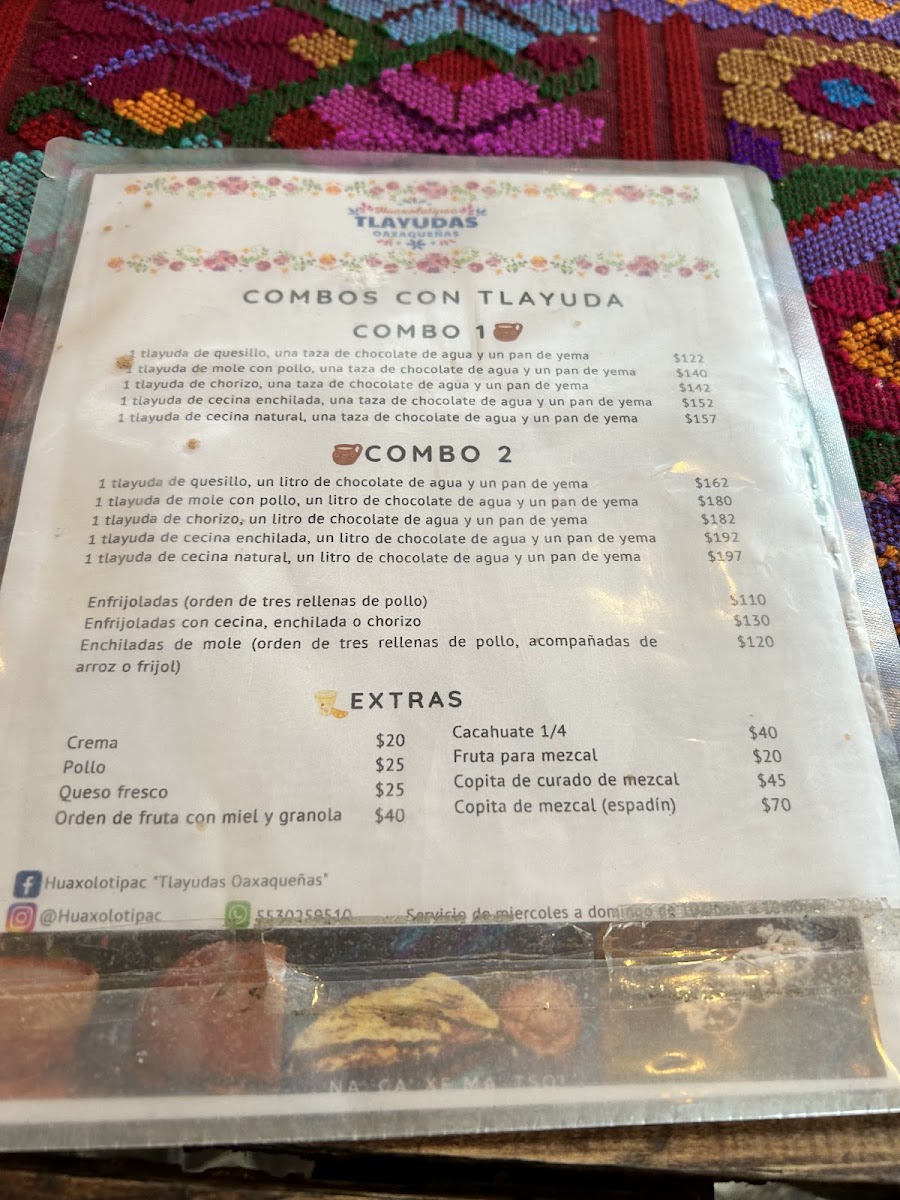 Huaxolotipac
TLAYUDAS
OAXAQUEÑAS
COMBOS CON TLAYUDA
COMBO 1
1 tlayuda de quesillo, una taza de chocolate de agua y un pan de yema $122
1 tlayuda de mole con pollo, una taza de chocolate de agua y un pan de yema $140
1 tlayuda de chorizo, una taza de chocolate de agua y un pan de yema $142
1 tlayuda de cecina enchilada, una taza de chocolate de agua y un pan de yema $152
1 tlayuda de cecina natural, una taza de chocolate de agua y un pan de yema $157
COMBO 2
1 tlayuda de quesillo, un litro de chocolate de agua y un pan de yema $162
1 tlayuda de mole con pollo, un litro de chocolate de agua y un pan de yema $180
1 tlayuda de chorizo, un litro de chocolate de agua y un pan de yema $182
1 tlayuda de cecina enchilada, un litro de chocolate de agua y un pan de yema $192
1 tlayuda de cecina natural, un litro de chocolate de agua y un pan de yema $197
Enfrijoladas (orden de tres rellenas de pollo) $110
Enfrijoladas con cecina, enchilada o chorizo $130
Enchiladas de mole (orden de tres rellenas de pollo, acompañadas de $120
arroz o frijol)
EXTRAS
Crema $20
Pollo $25
Queso fresco $25
Orden de fruta con miel y granola $40
Cacahuate 1/4 $40
Fruta para mezcal $20
Copita de curado de mezcal $45
Copita de mezcal (espadín) $70
Huaxolotipac "Tlayudas Oaxaqueñas"
@Huaxolotipac 5530259510 Servicio de miercoles a domingo de